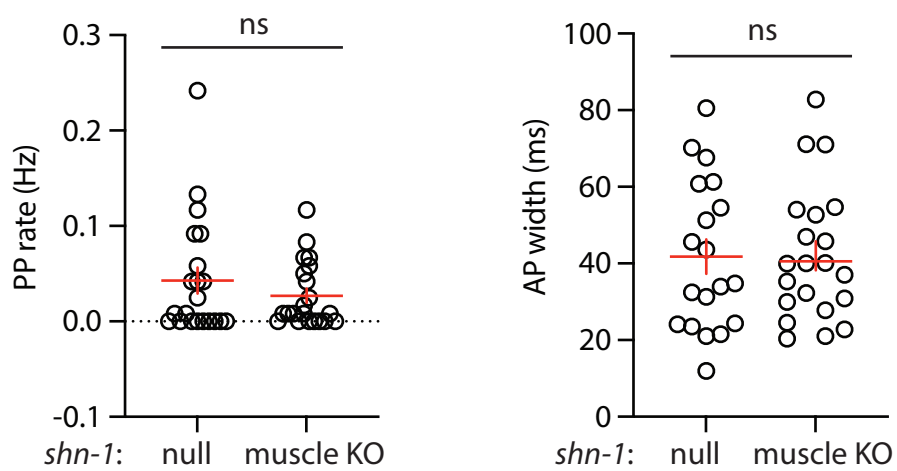 ns
PP rate (Hz)
0.3
0.2
0.1
0.0
-0.1
shn-1: null muscle KO
ns
AP width (ms)
100
80
60
40
20
0
shn-1: null muscle KO